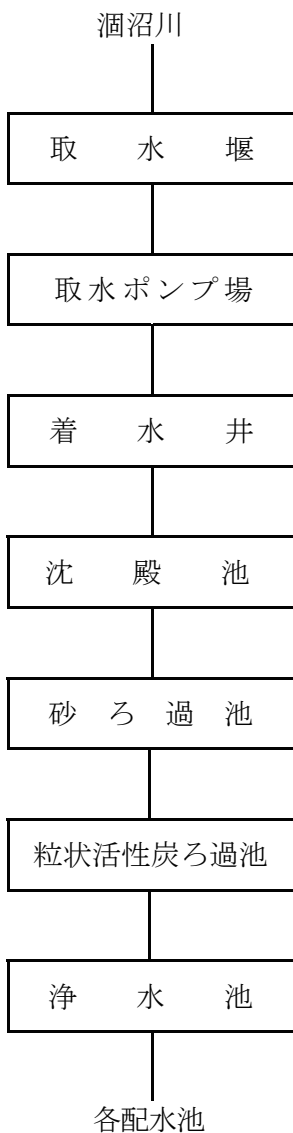 涸沼川
取水堰
取水ポンプ場
着水井
沈殿池
砂ろ過池
粒状活性炭ろ過池
浄水池
各配水池